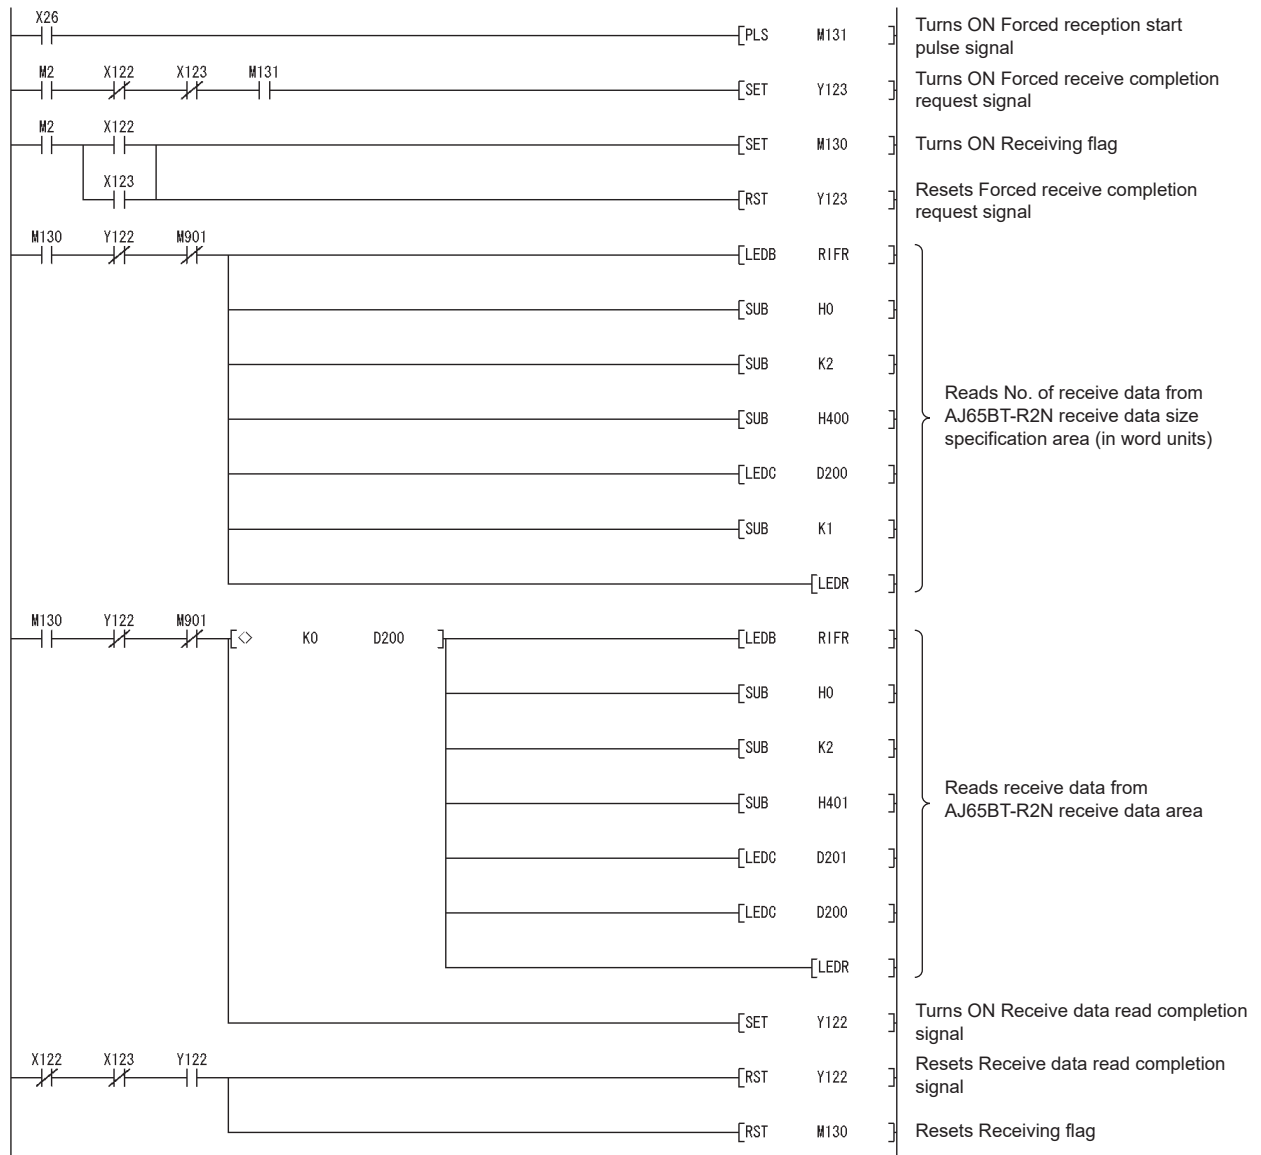 X26
[PLS M131] Turns ON Forced reception start
pulse signal
M2 X122 X123 M131
[SET Y123] Turns ON Forced receive completion
request signal
M2 X122
[SET M130] Turns ON Receiving flag
X123
[RST Y123] Resets Forced receive completion
request signal
M130 Y122 M901
[LEDB RIFR]
[SUB H0]
[SUB K2]
Reads No. of receive data from
AJ65BT-R2N receive data size
specification area (in word units)
[SUB H400]
[LEDC D200]
[SUB K1]
[LEDR]
M130 Y122 M901
[<> K0 D200] [LEDB RIFR]
[SUB H0]
[SUB K2]
Reads receive data from
AJ65BT-R2N receive data area
[SUB H401]
[LEDC D201]
[LEDC D200]
[LEDR]
[SET Y122] Turns ON Receive data read completion
signal
X122 X123 Y122
[RST Y122] Resets Receive data read completion
signal
[RST M130] Resets Receiving flag